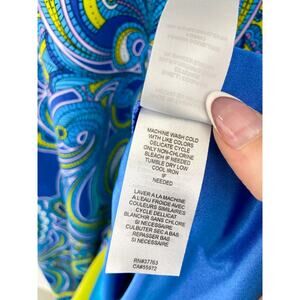 MACHINE WASH COLD
WITH LIKE COLORS
DELICATE CYCLE
ONLY NON-CHLORINE
BLEACH IF NEEDED
TUMBLE DRY LOW
COOL IRON
IF NEEDED
LAVER A LA MACHINE
A L'EAU FROIDE AVEC
COULEURS SIMILAIRES
CYCLE DELICAT
BLANCHIR SANS CHLORE
SI NECESSAIRE
CULBUTER SEC A BAS
REPASSER BAS
SI NECESSAIRE
RN#37763
CA#55972